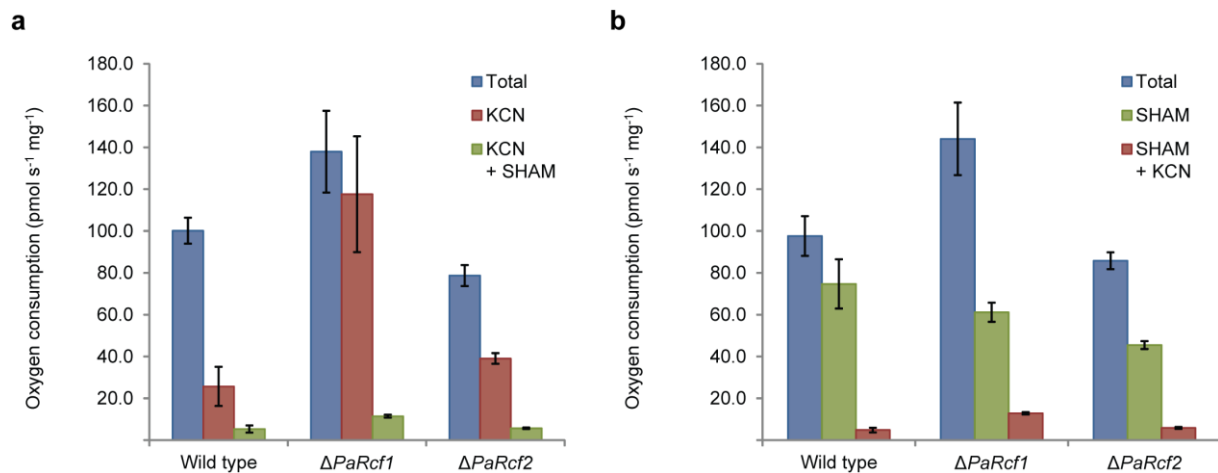 a
Oxygen consumption (pmol s⁻¹ mg⁻¹)
180.0
160.0
140.0
120.0
100.0
80.0
60.0
40.0
20.0
Total
KCN
KCN
+ SHAM
Wild type
ΔPaRcf1
ΔPaRcf2
b
Oxygen consumption (pmol s⁻¹ mg⁻¹)
180.0
160.0
140.0
120.0
100.0
80.0
60.0
40.0
20.0
Total
SHAM
SHAM
+ KCN
Wild type
ΔPaRcf1
ΔPaRcf2